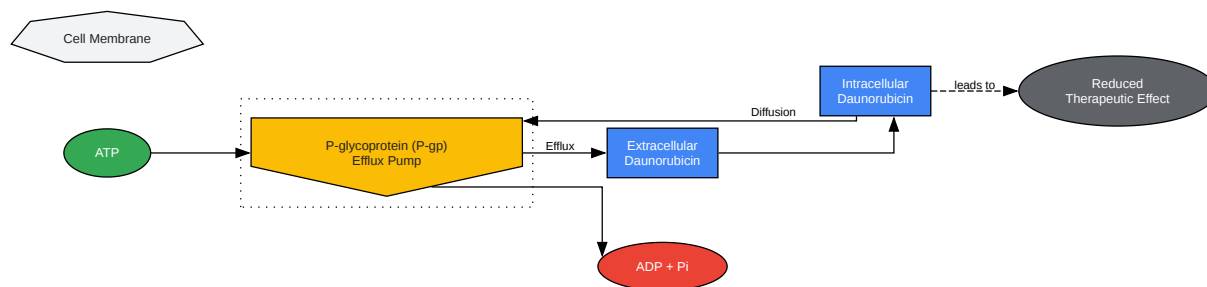 Cell Membrane
Intracellular
Daunorubicin
leads to
Reduced
Therapeutic Effect
Diffusion
ATP
P-glycoprotein (P-gp)
Efflux Pump
Efflux
Extracellular
Daunorubicin
ADP + Pi